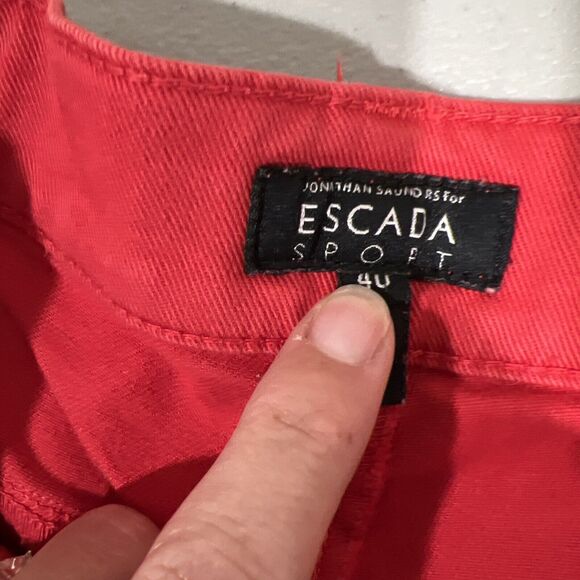 JONATHAN SAUNDERS for
ESCADA
SPORT
40